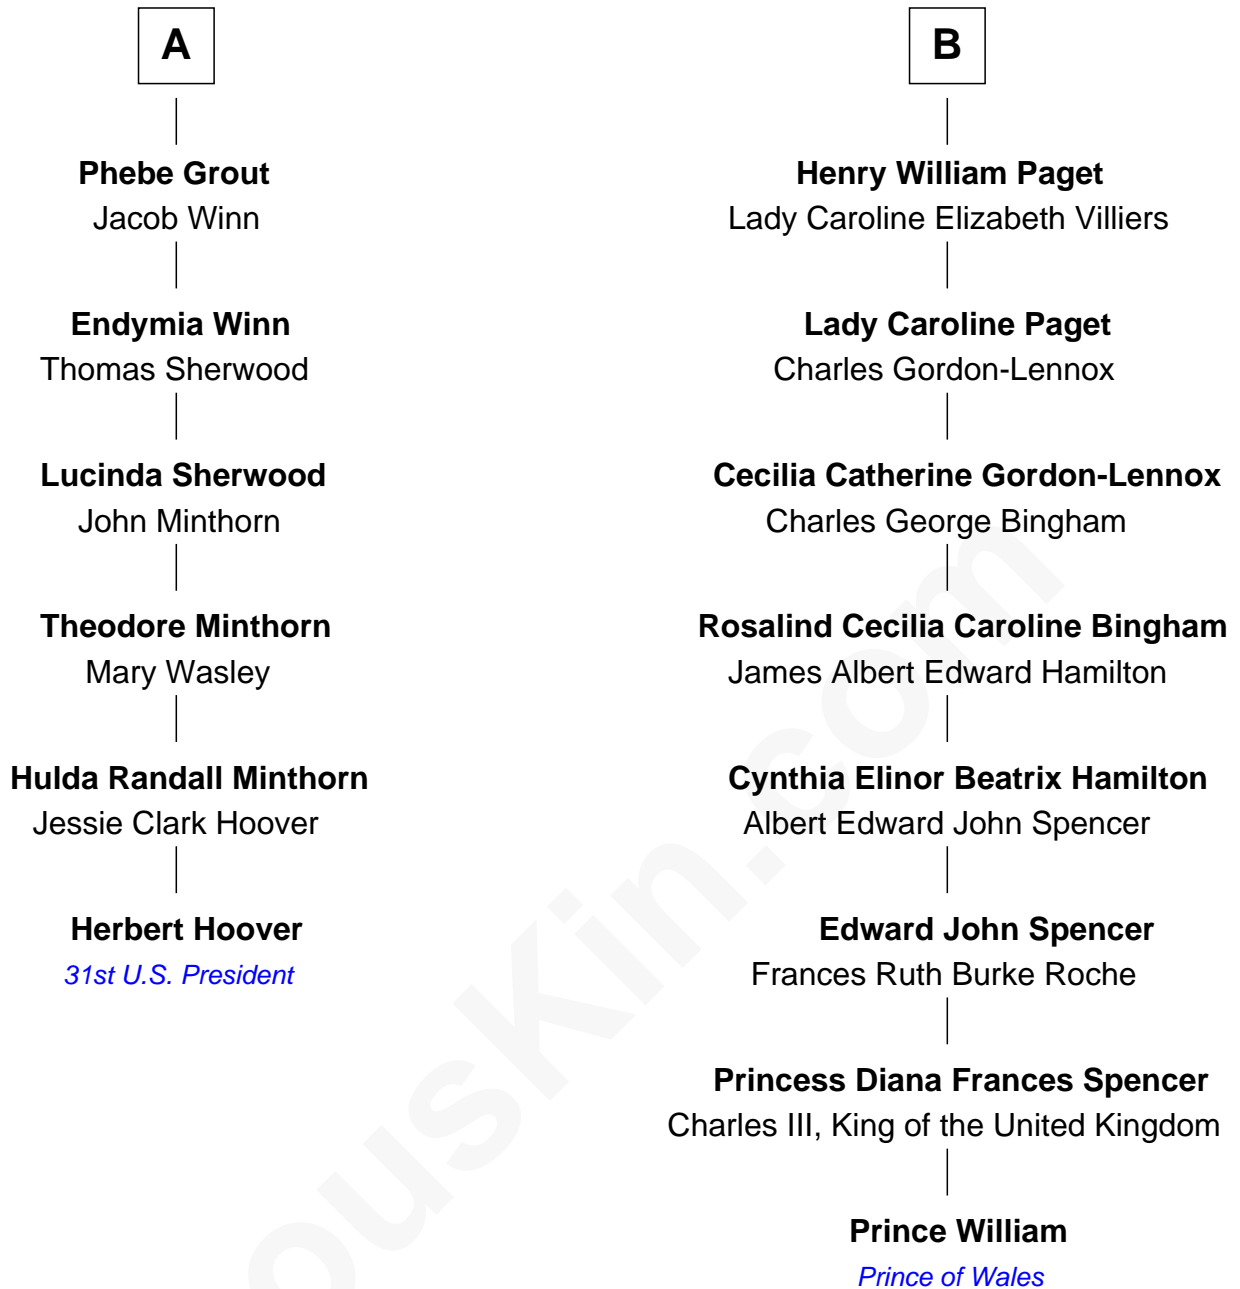 A
Phebe Grout
Jacob Winn
Endymia Winn
Thomas Sherwood
Lucinda Sherwood
John Minthorn
Theodore Minthorn
Mary Wasley
Hulda Randall Minthorn
Jessie Clark Hoover
Herbert Hoover
31st U.S. President
B
Henry William Paget
Lady Caroline Elizabeth Villiers
Lady Caroline Paget
Charles Gordon-Lennox
Cecilia Catherine Gordon-Lennox
Charles George Bingham
Rosalind Cecilia Caroline Bingham
James Albert Edward Hamilton
Cynthia Elinor Beatrix Hamilton
Albert Edward John Spencer
Edward John Spencer
Frances Ruth Burke Roche
Princess Diana Frances Spencer
Charles III, King of the United Kingdom
Prince William
Prince of Wales
ousKin.com